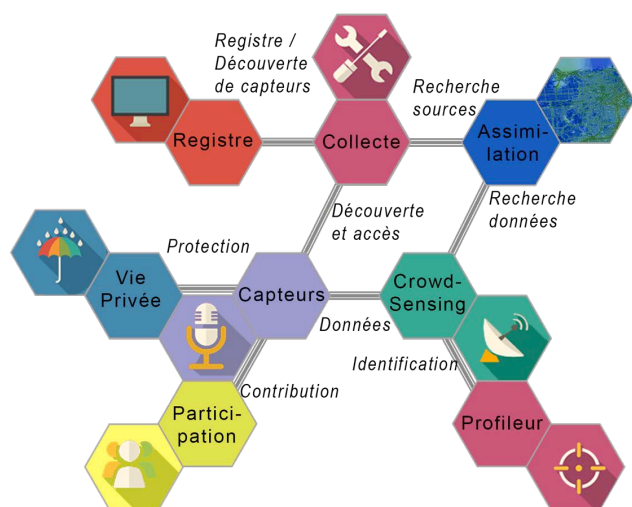 Registre /
Découverte
de capteurs
Recherche
sources
Registre
Collecte
Assimi-
lation
Découverte
et accès
Recherche
données
Protection
Vie
Privée
Capteurs
Crowd-
Sensing
Données
Identification
Contribution
Partici-
pation
Profileur